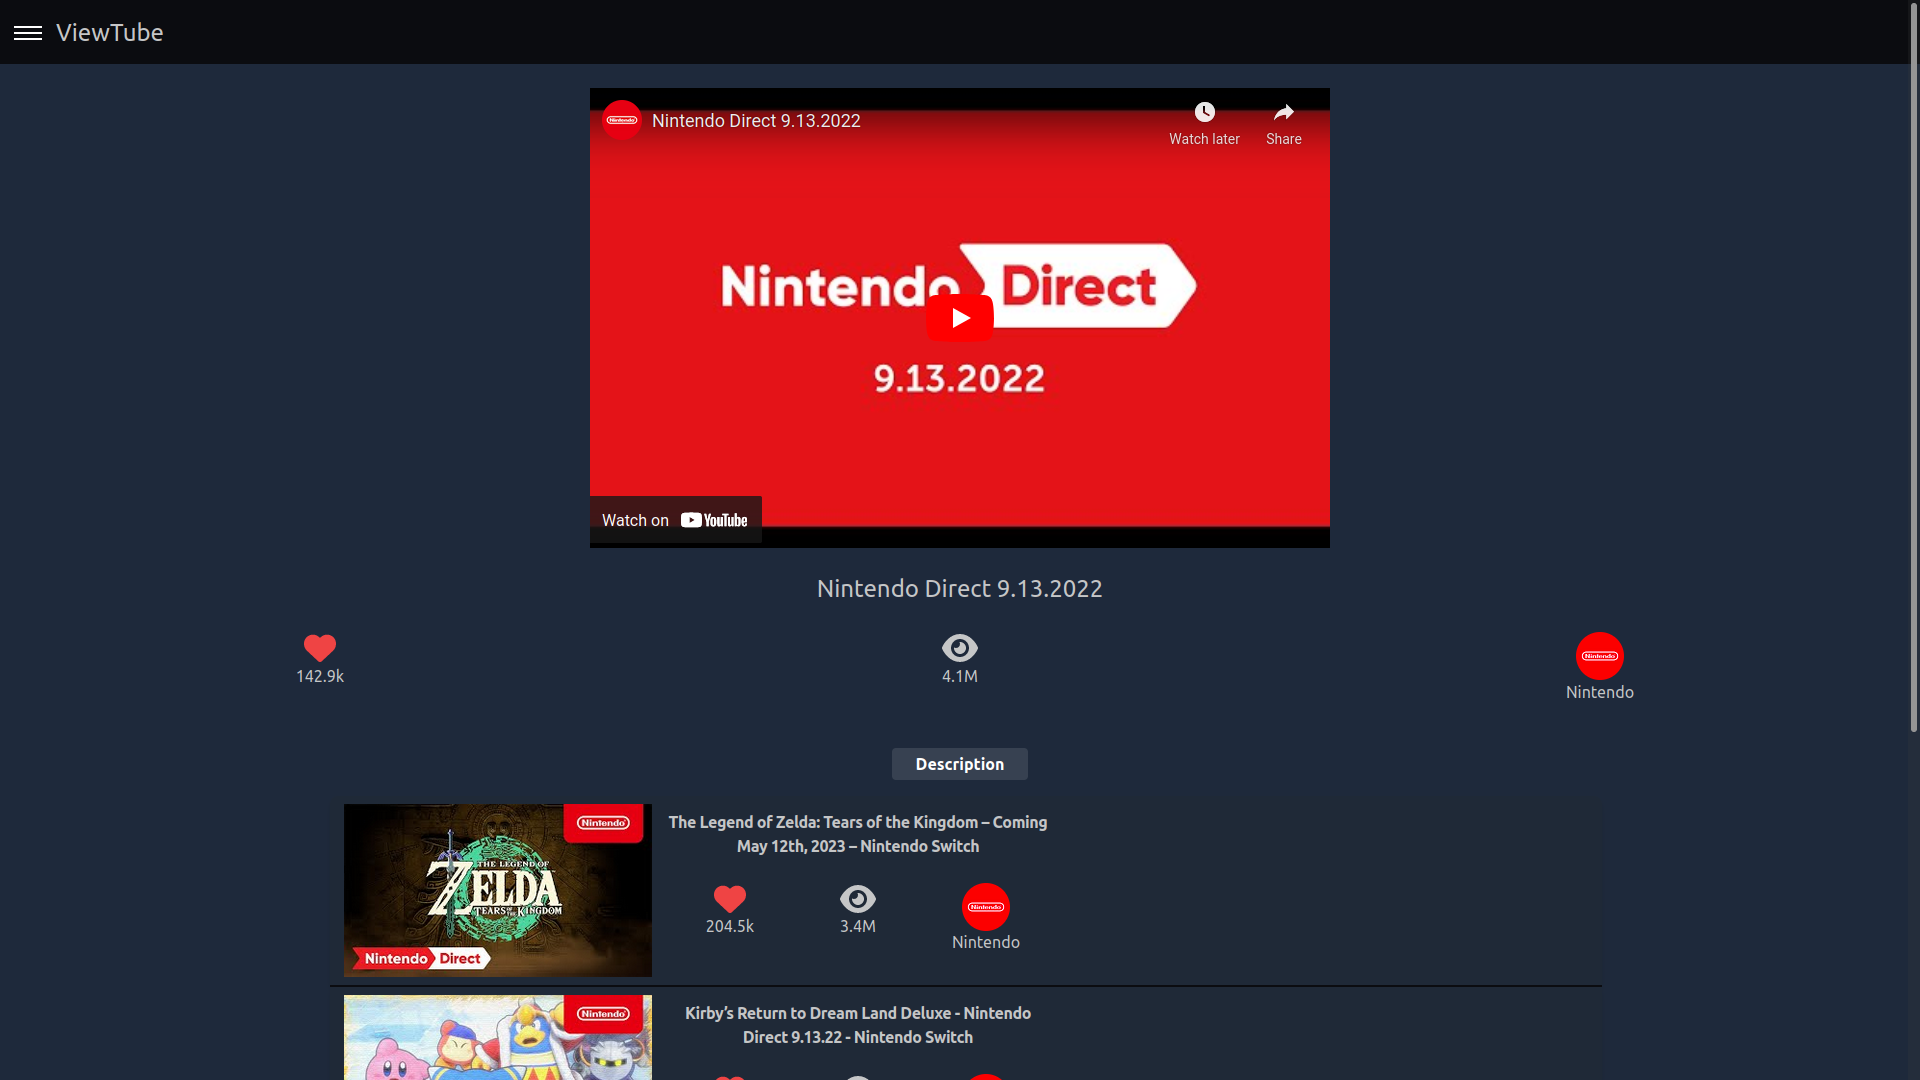 ViewTube
Nintendo
Nintendo Direct 9.13.2022
Watch later
Share
Nintendo Direct
9.13.2022
Watch on YouTube
Nintendo Direct 9.13.2022
142.9k
4.1M
Nintendo
Nintendo
Description
Nintendo
THE LEGEND OF
ZELDA
TEARS OF THE KINGDOM
Nintendo Direct
The Legend of Zelda: Tears of the Kingdom – Coming
May 12th, 2023 – Nintendo Switch
204.5k
3.4M
Nintendo
Nintendo
Nintendo
Kirby’s Return to Dream Land Deluxe - Nintendo
Direct 9.13.22 - Nintendo Switch